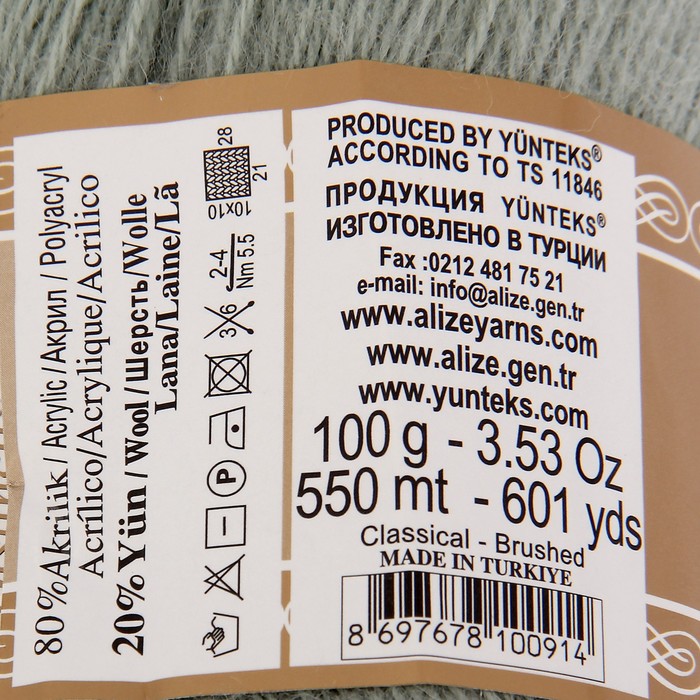 80% Akrilik / Acrylic / Акрил / Polyacryl
Acrílico/Acrylique/Acrilico
20% Yün / Wool / Шерсть/Wolle
Lana/Laine/Lã
28
21
10x10
2-4
Nm 5.5
3 6
P
PRODUCED BY YÜNTEKS®
ACCORDING TO TS 11846
ПРОДУКЦИЯ YÜNTEKS®
ИЗГОТОВЛЕНО В ТУРЦИИ
Fax :0212 481 75 21
e-mail: info@alize.gen.tr
www.alizeyarns.com
www.alize.gen.tr
www.yunteks.com
100 g - 3.53 Oz
550 mt - 601 yds
Classical - Brushed
MADE IN TURKIYE
8 697678 100914